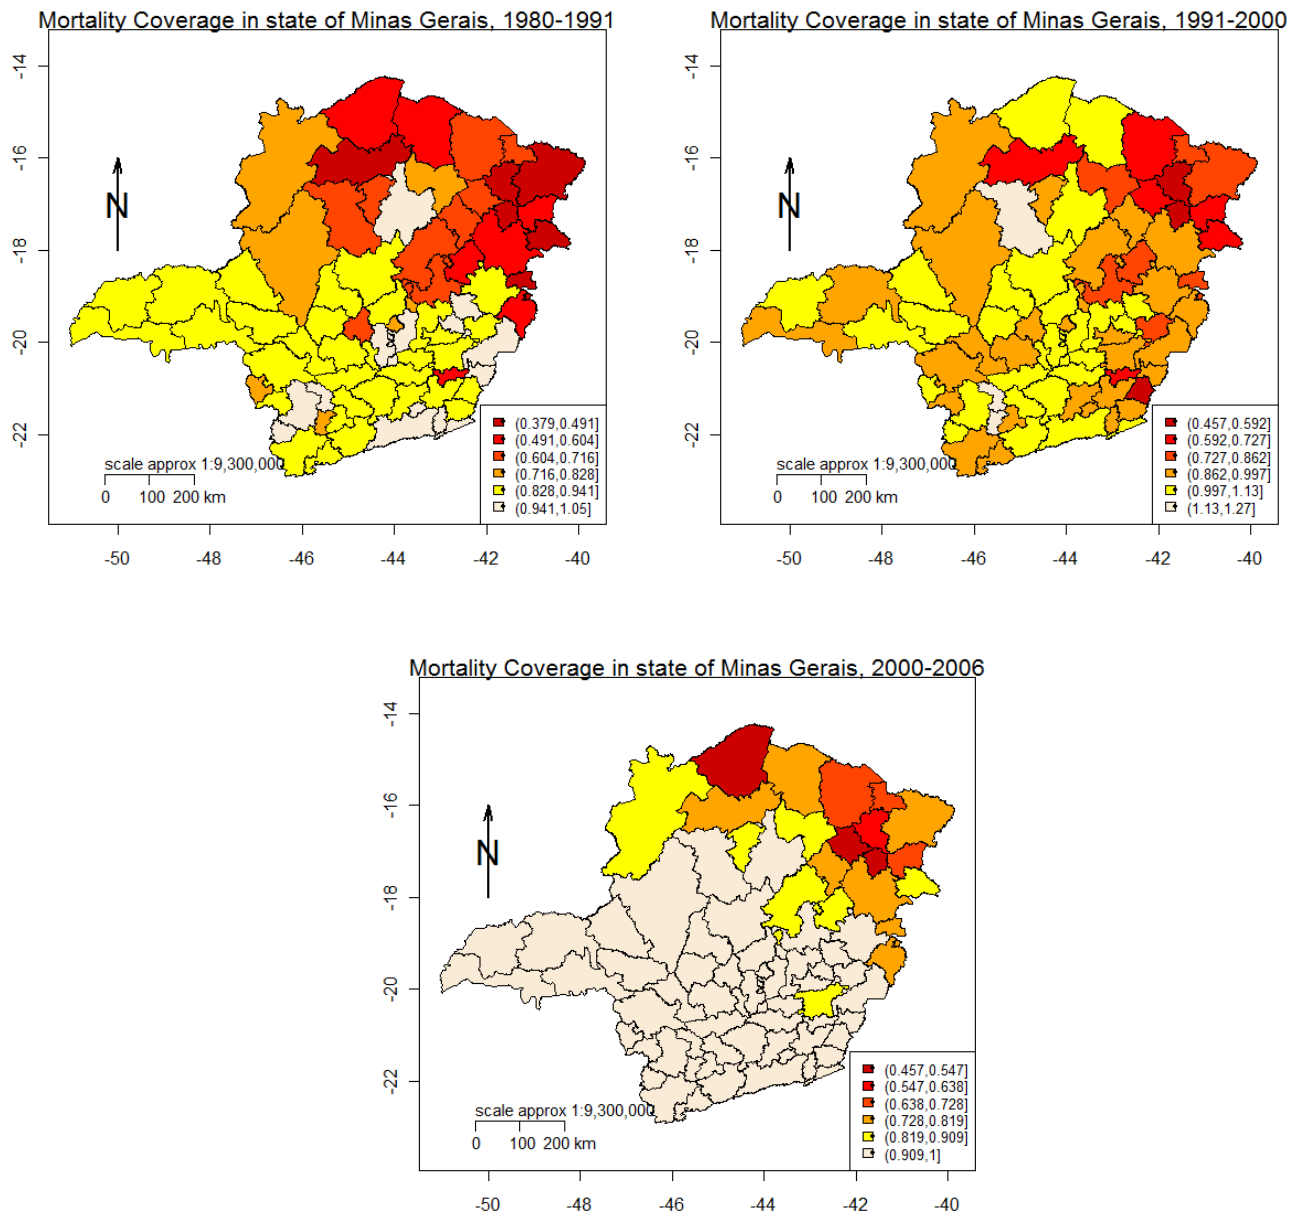 Mortality Coverage in state of Minas Gerais, 1980-1991
-14
-16
-18
-20
-22
N
scale approx 1:9,300,000
0 100 200 km
(0.379,0.491]
(0.491,0.604]
(0.604,0.716]
(0.716,0.828]
(0.828,0.941]
(0.941,1.05]
-50 -48 -46 -44 -42 -40
Mortality Coverage in state of Minas Gerais, 1991-2000
-14
-16
-18
-20
-22
N
scale approx 1:9,300,000
0 100 200 km
(0.457,0.592]
(0.592,0.727]
(0.727,0.862]
(0.862,0.997]
(0.997,1.13]
(1.13,1.27]
-50 -48 -46 -44 -42 -40
Mortality Coverage in state of Minas Gerais, 2000-2006
-14
-16
-18
-20
-22
N
scale approx 1:9,300,000
0 100 200 km
(0.457,0.547]
(0.547,0.638]
(0.638,0.728]
(0.728,0.819]
(0.819,0.909]
(0.909,1]
-50 -48 -46 -44 -42 -40